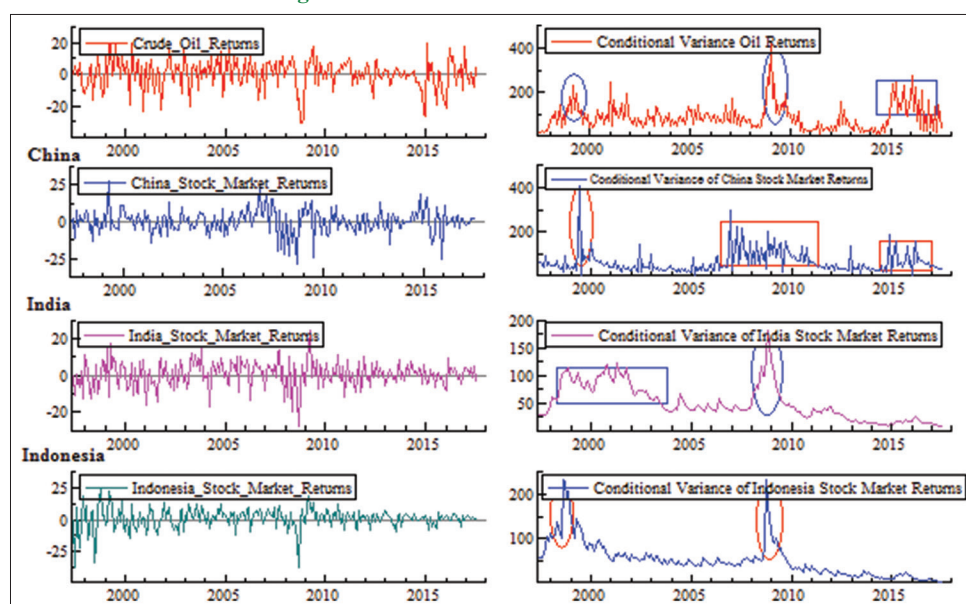 20 Crude_Oil_Returns
0
-20
2000 2005 2010 2015
400 Conditional Variance Oil Returns
200
2000 2005 2010 2015
China
25 China_Stock_Market_Returns
0
-25
2000 2005 2010 2015
400 Conditional Variance of China Stock Market Returns
200
2000 2005 2010 2015
India
20 India_Stock_Market_Returns
0
-20
2000 2005 2010 2015
200
Conditional Variance of India Stock Market Returns
150
100
50
2000 2005 2010 2015
Indonesia
25 Indonesia_Stock_Market_Returns
0
-25
2000 2005 2010 2015
200 Conditional Variance of Indonesia Stock Market Returns
100
2000 2005 2010 2015